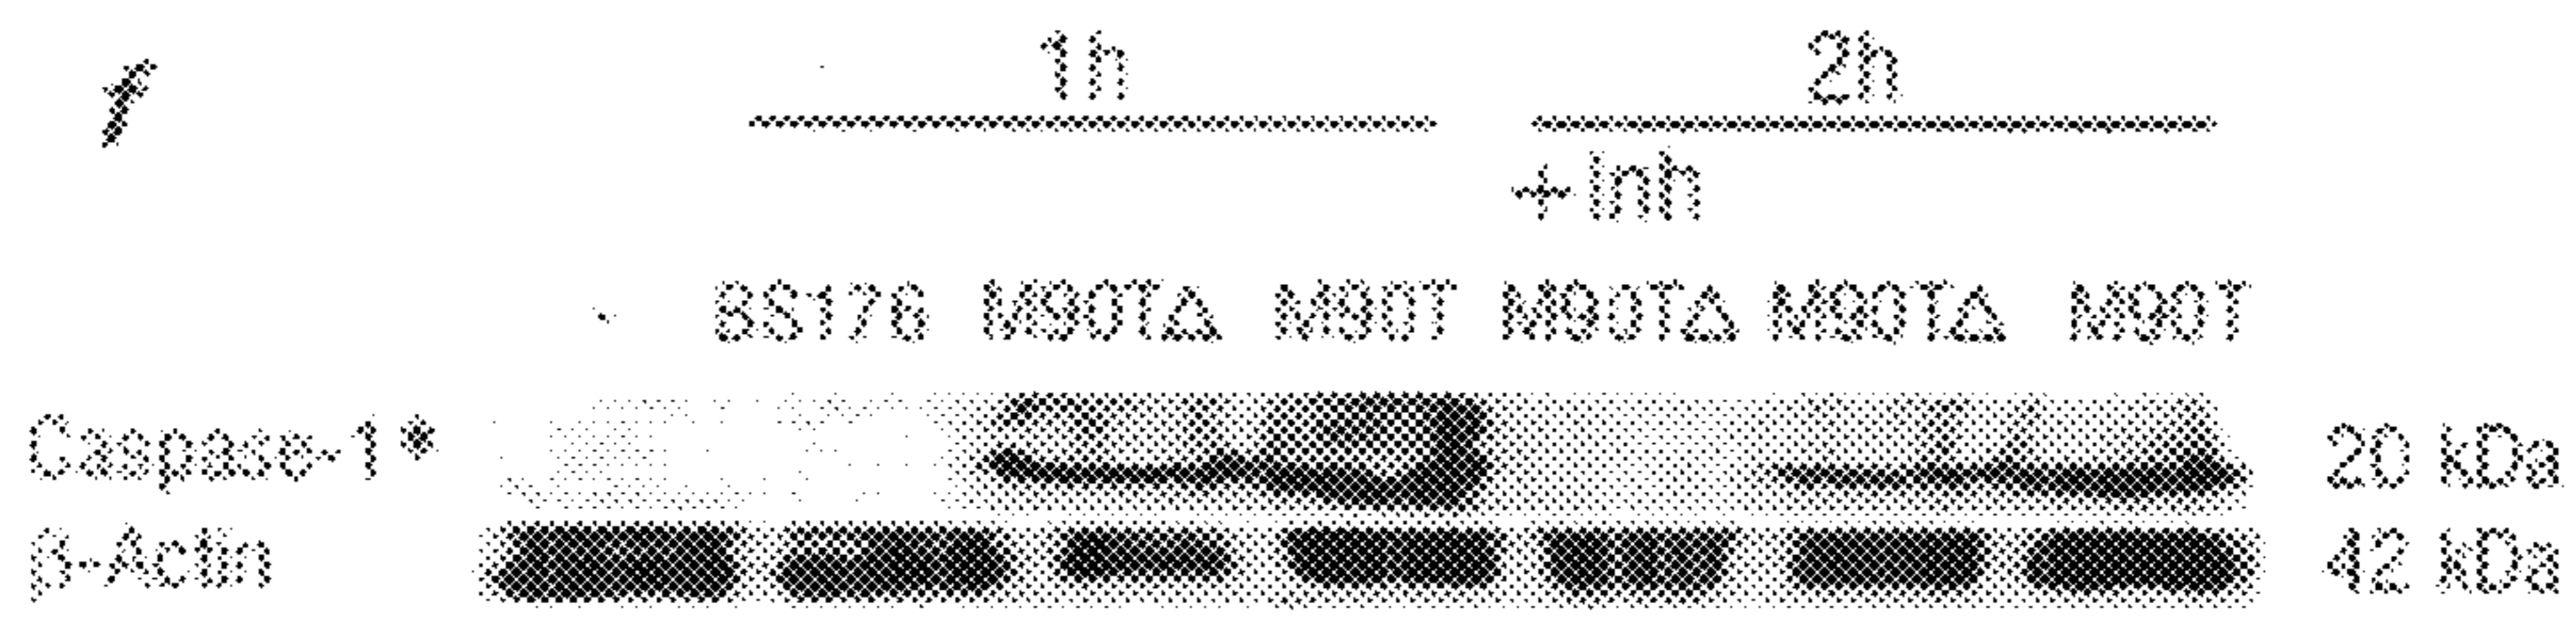 f
1h 2h
+ Inh
- BS176 M90TΔ M90T M90TΔ M90TΔ M90T
Caspase-1* 20 kDa
β-Actin 42 kDa